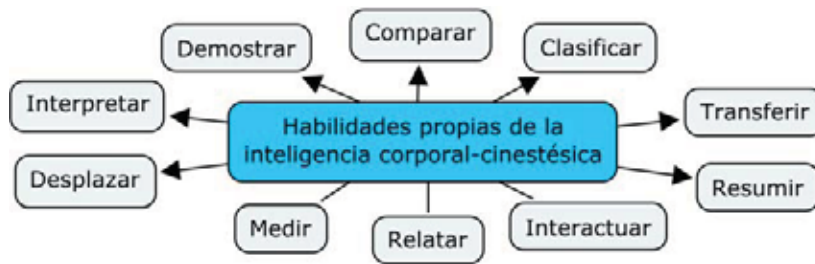 Comparar
Demostrar
Clasificar
Interpretar
Transferir
Habilidades propias de la
inteligencia corporal-cinestésica
Desplazar
Resumir
Medir
Relatar
Interactuar